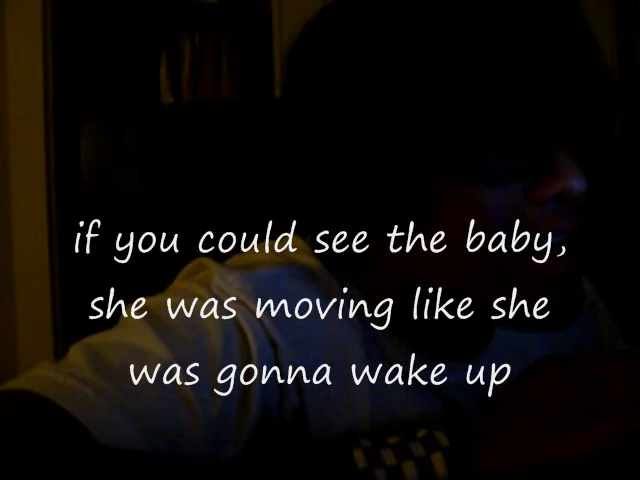 if you could see the baby,
she was moving like she
was gonna wake up